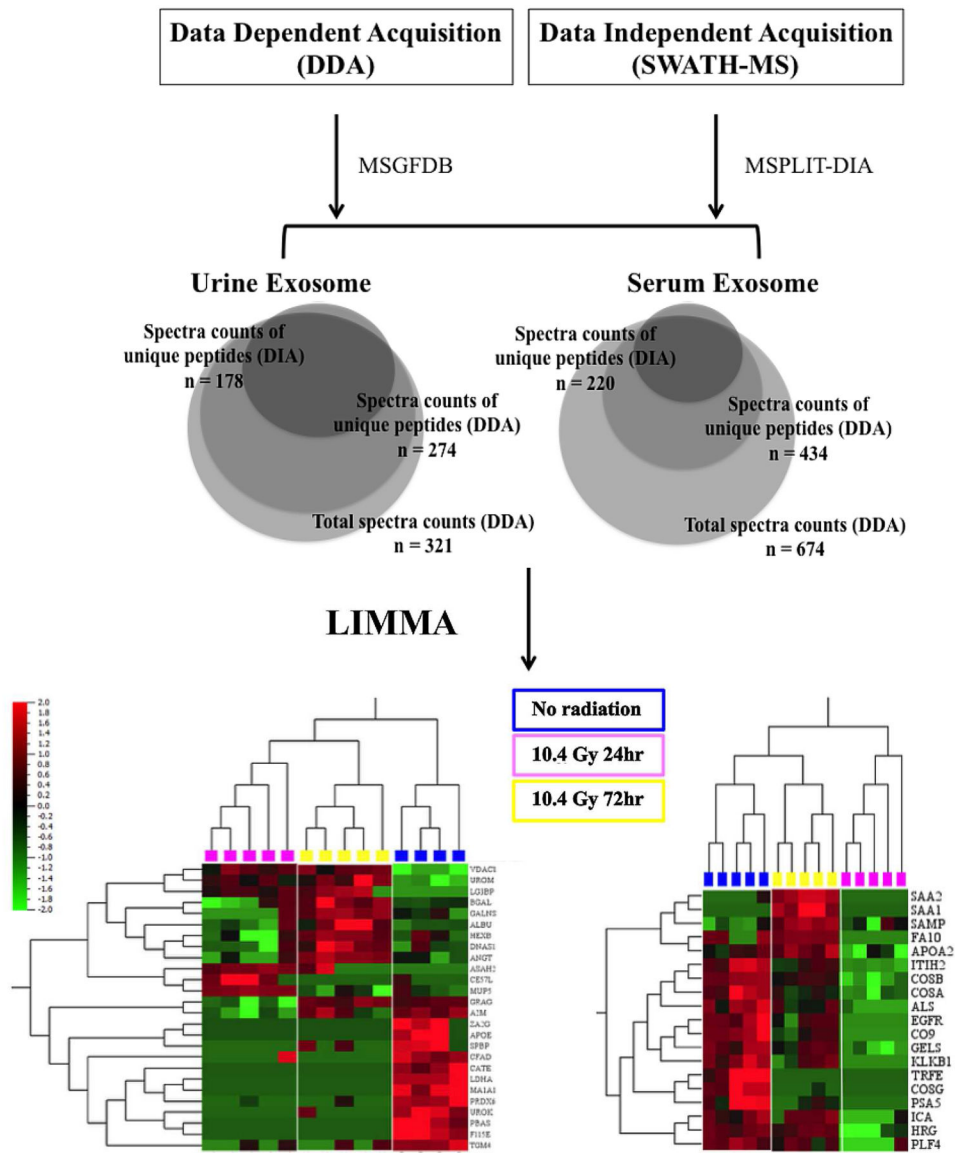 Data Dependent Acquisition
(DDA)
Data Independent Acquisition
(SWATH-MS)
MSGFDB
MSPLIT-DIA
Urine Exosome
Serum Exosome
Spectra counts of
unique peptides (DIA)
n = 178
Spectra counts of
unique peptides (DDA)
n = 274
Total spectra counts (DDA)
n = 321
Spectra counts of
unique peptides (DIA)
n = 220
Spectra counts of
unique peptides (DDA)
n = 434
Total spectra counts (DDA)
n = 674
LIMMA
No radiation
10.4 Gy 24hr
10.4 Gy 72hr
2.0
1.8
1.6
1.4
1.2
1.0
0.8
0.6
0.4
0.2
0.0
-0.2
-0.4
-0.6
-0.8
-1.0
-1.2
-1.4
-1.6
-1.8
-2.0
VDAC1
UROM
BGAL
GALNS
ALBU
HEXB
DNAS1
ANGT
ASAH2
CES7L
MUP5
A2M
ZA2G
APOE
SPBP
CFAD
CATE
LDHA
MA1A1
PRDX6
UROK
PBAS
TGM4
SAA2
SAA1
SAMP
FA10
APOA2
ITIH2
COSB
COSA
ALS
EGFR
CO9
GELS
KLKB1
TRFE
COSG
PSA5
ICA
HRG
PLF4